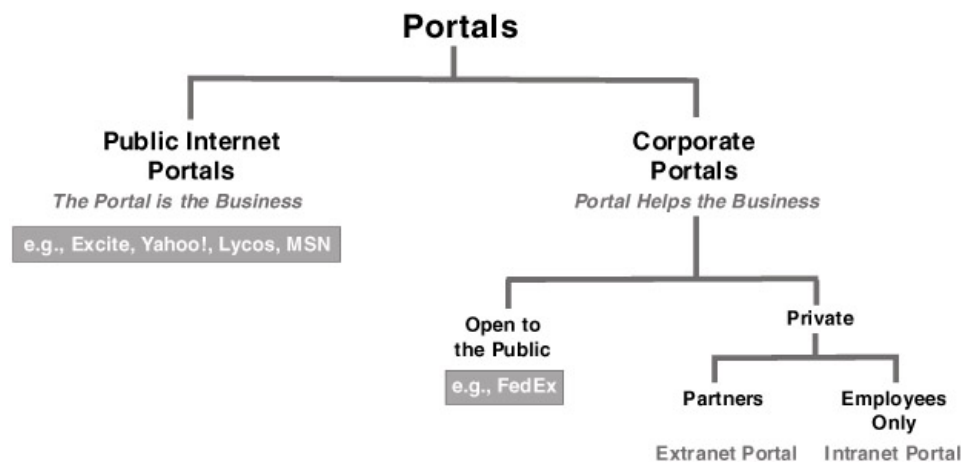 Portals
Public Internet
Portals
The Portal is the Business
e.g., Excite, Yahoo!, Lycos, MSN
Corporate
Portals
Portal Helps the Business
Open to
the Public
e.g., FedEx
Private
Partners
Extranet Portal
Employees
Only
Intranet Portal